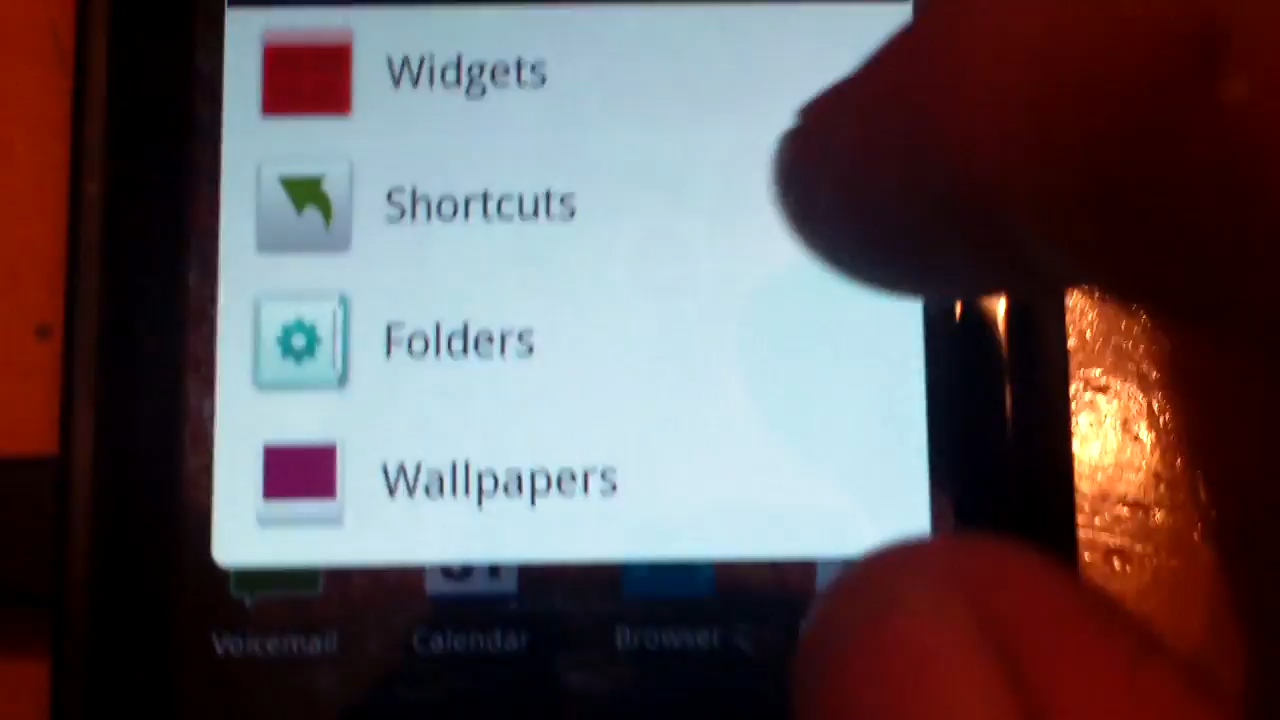 Widgets
Shortcuts
Folders
Wallpapers
Voicemail
Calendar
Browser